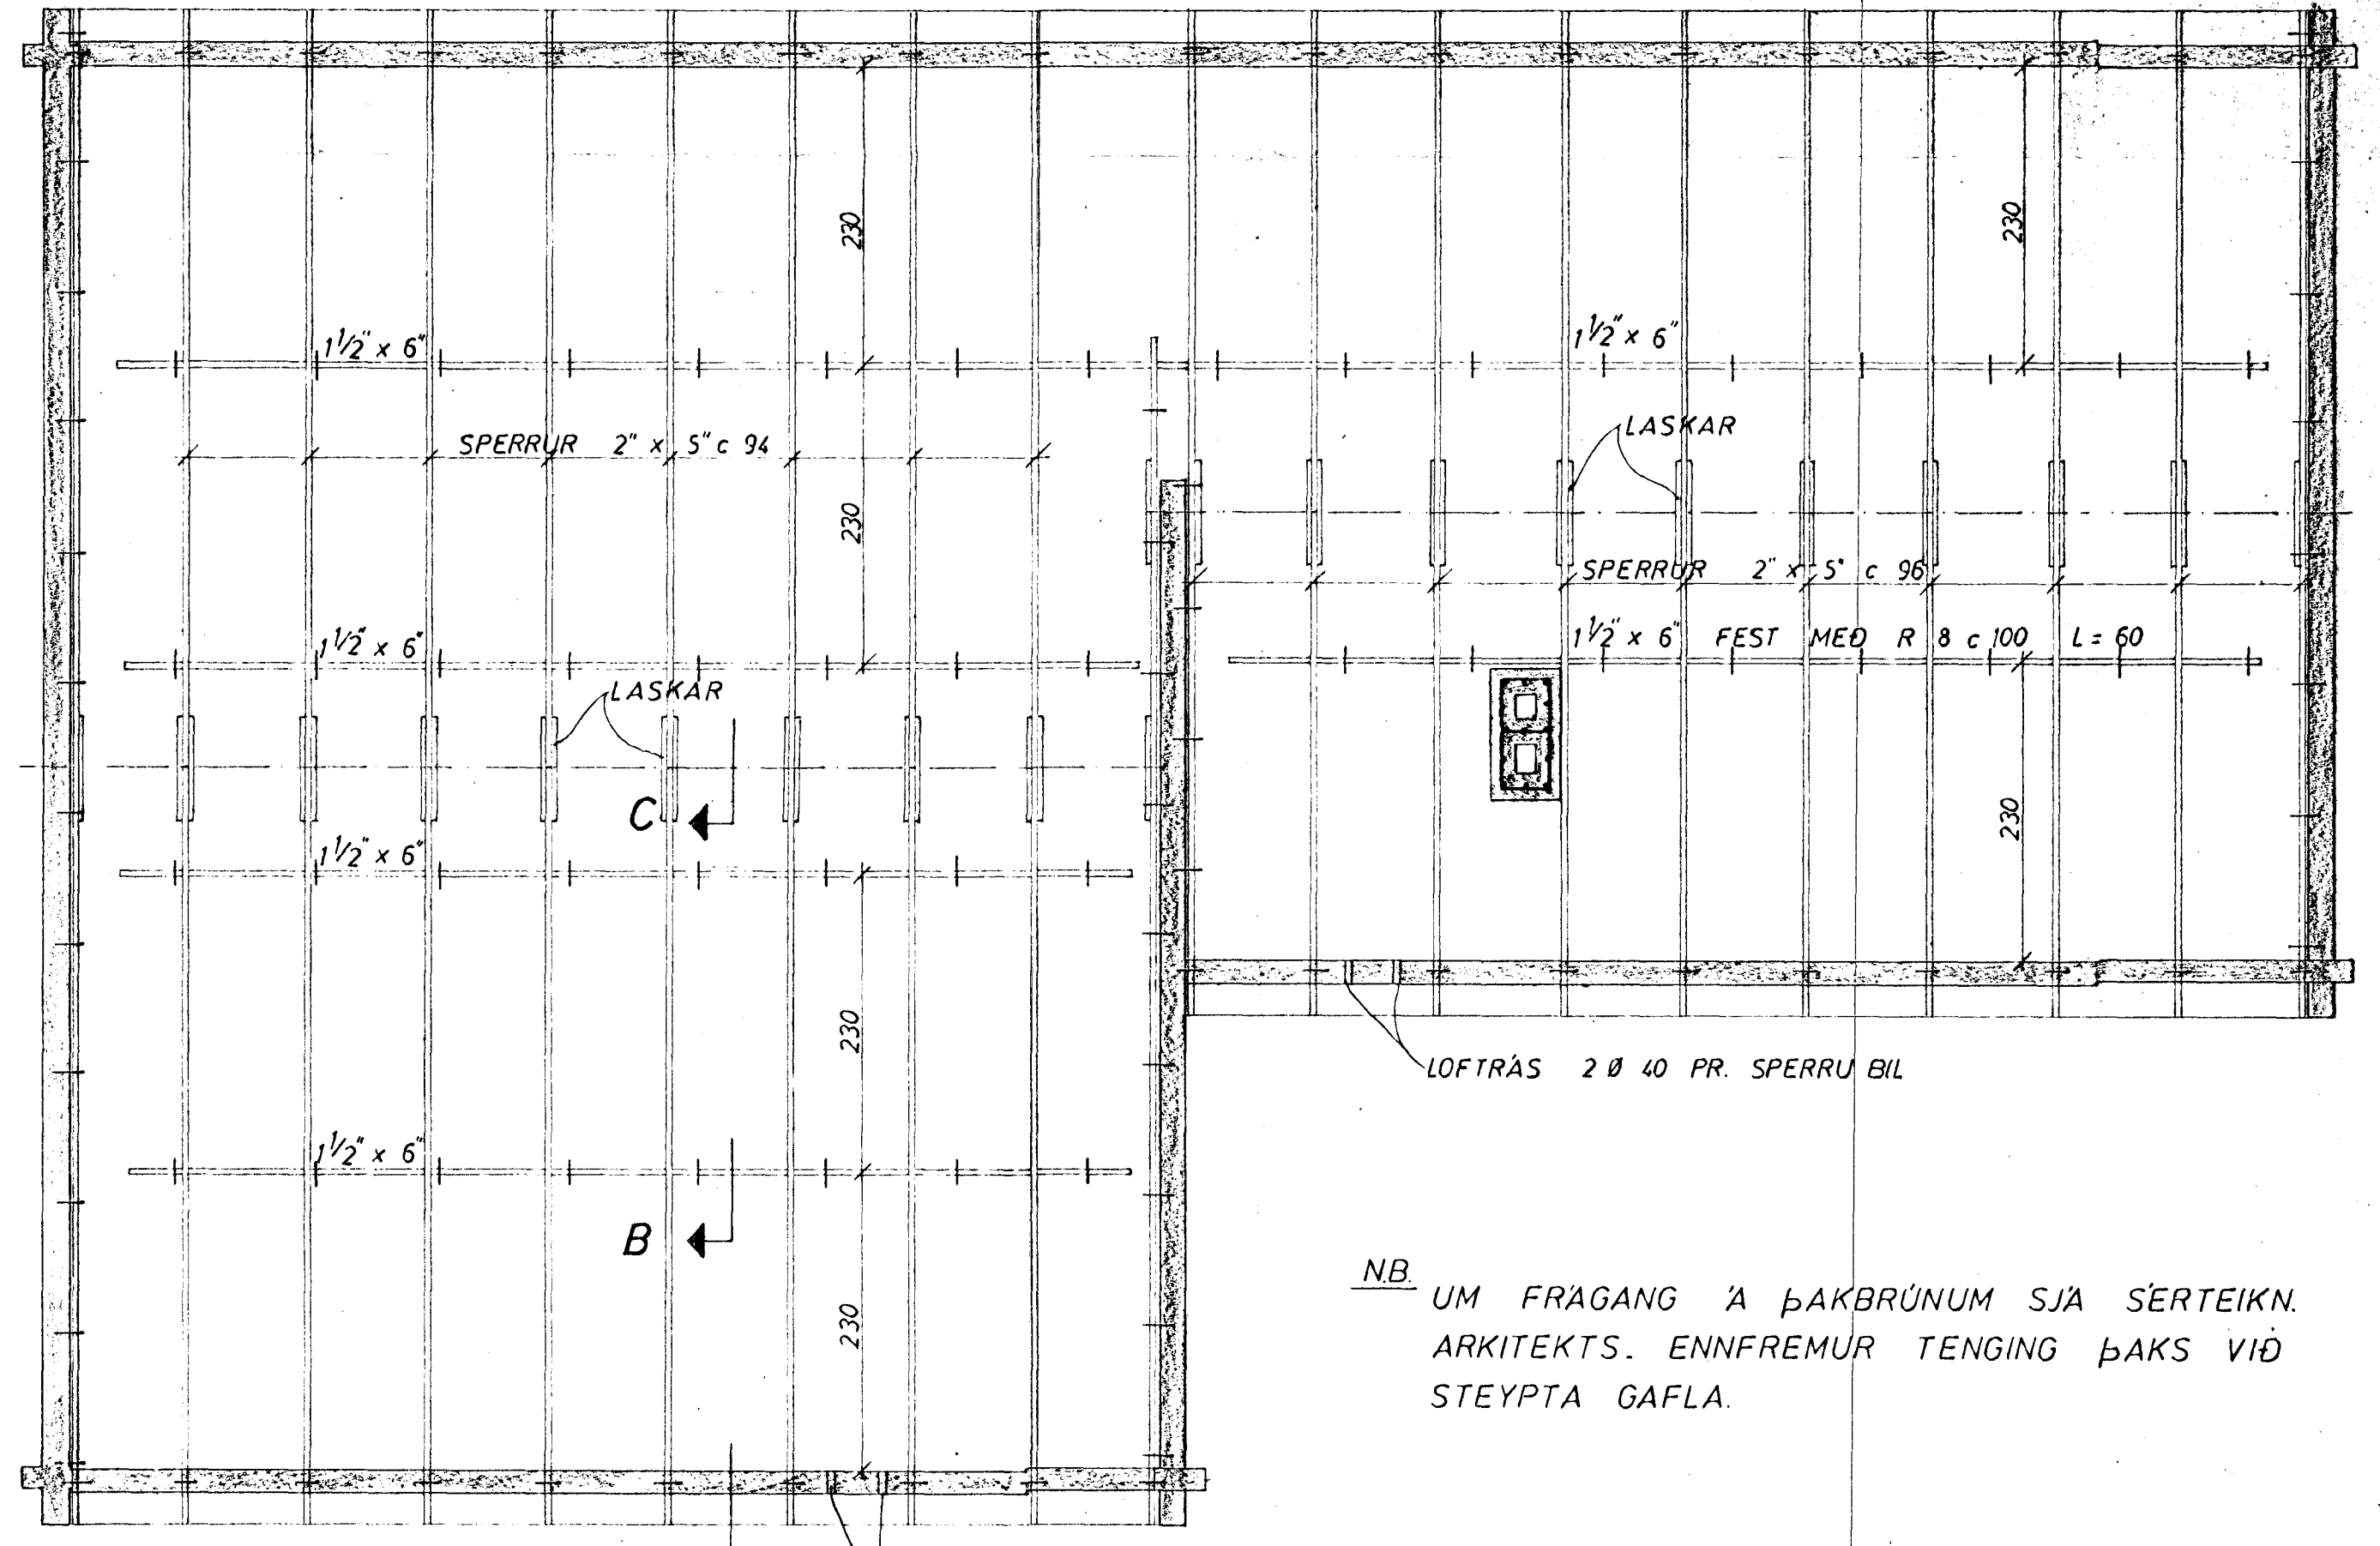 230
230
1½" x 6"
1½" x 6"
LASKAR
SPERRUR 2" x 5" c 94
230
SPERRUR 2" x 5" c 96
1½" x 6"
1½" x 6" FEST MEÐ R 8 c 100 L = 60
LASKAR
C
230
1½" x 6"
230
LOFTRÁS 2 Ø 40 PR. SPERRU BIL
1½" x 6"
B
230
N.B.
UM FRÁGANG Á ÞAKBRÚNUM SJÁ SÉRTEIKN.
ARKITEKTS. ENNFREMUR TENGING ÞAKS VIÐ
STEYPTA GAFLA.